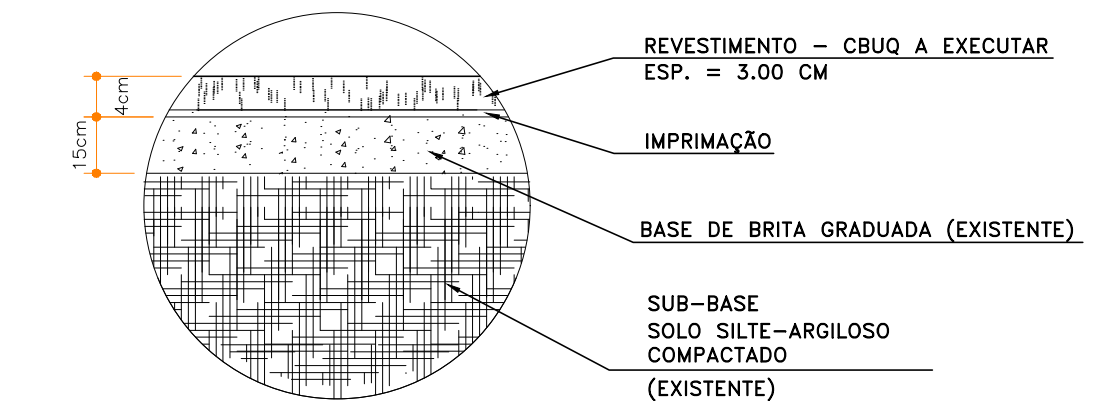 REVESTIMENTO – CBUQ A EXECUTAR
ESP. = 3.00 CM
4cm
IMPRIMAÇÃO
15cm
BASE DE BRITA GRADUADA (EXISTENTE)
SUB-BASE
SOLO SILTE-ARGILOSO
COMPACTADO
(EXISTENTE)